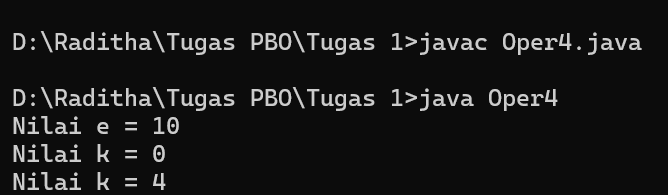 D:\Raditha\Tugas PBO\Tugas 1>javac Oper4.java
D:\Raditha\Tugas PBO\Tugas 1>java Oper4
Nilai e = 10
Nilai k = 0
Nilai k = 4